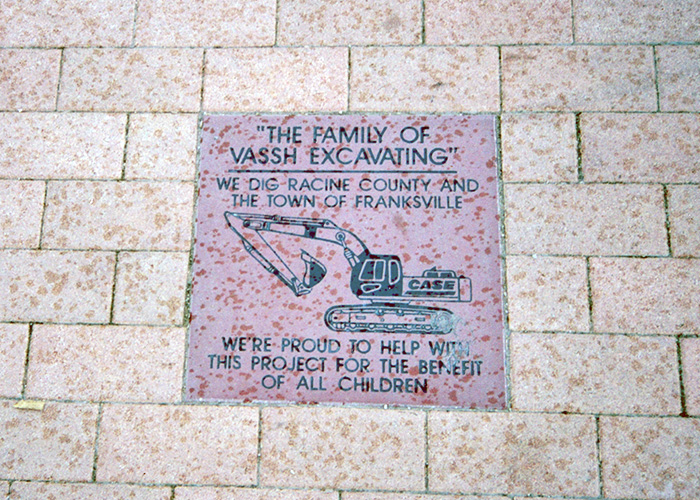 "THE FAMILY OF
VASSH EXCAVATING"
WE DIG RACINE COUNTY AND
THE TOWN OF FRANKSVILLE
CASE
WE'RE PROUD TO HELP WITH
THIS PROJECT FOR THE BENEFIT
OF ALL CHILDREN